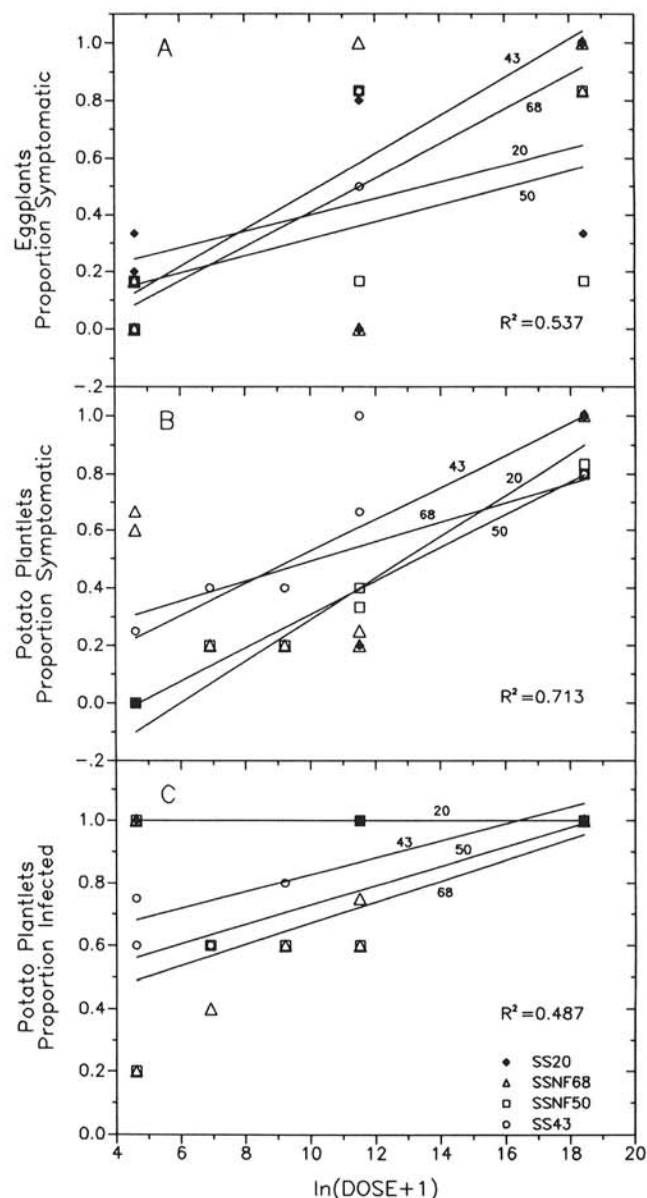 A
Eggplants
Proportion Symptomatic
1.0
0.8
0.6
0.4
0.2
0.0
-.2
43
68
20
50
R²=0.537
B
Potato Plantlets
Proportion Symptomatic
1.0
0.8
0.6
0.4
0.2
0.0
-.2
43
20
68
50
R²=0.713
C
Potato Plantlets
Proportion Infected
1.0
0.8
0.6
0.4
0.2
0.0
20
43
50
68
R²=0.487
SS20
SSNF68
SSNF50
SS43
4 6 8 10 12 14 16 18 20
ln(DOSE+1)